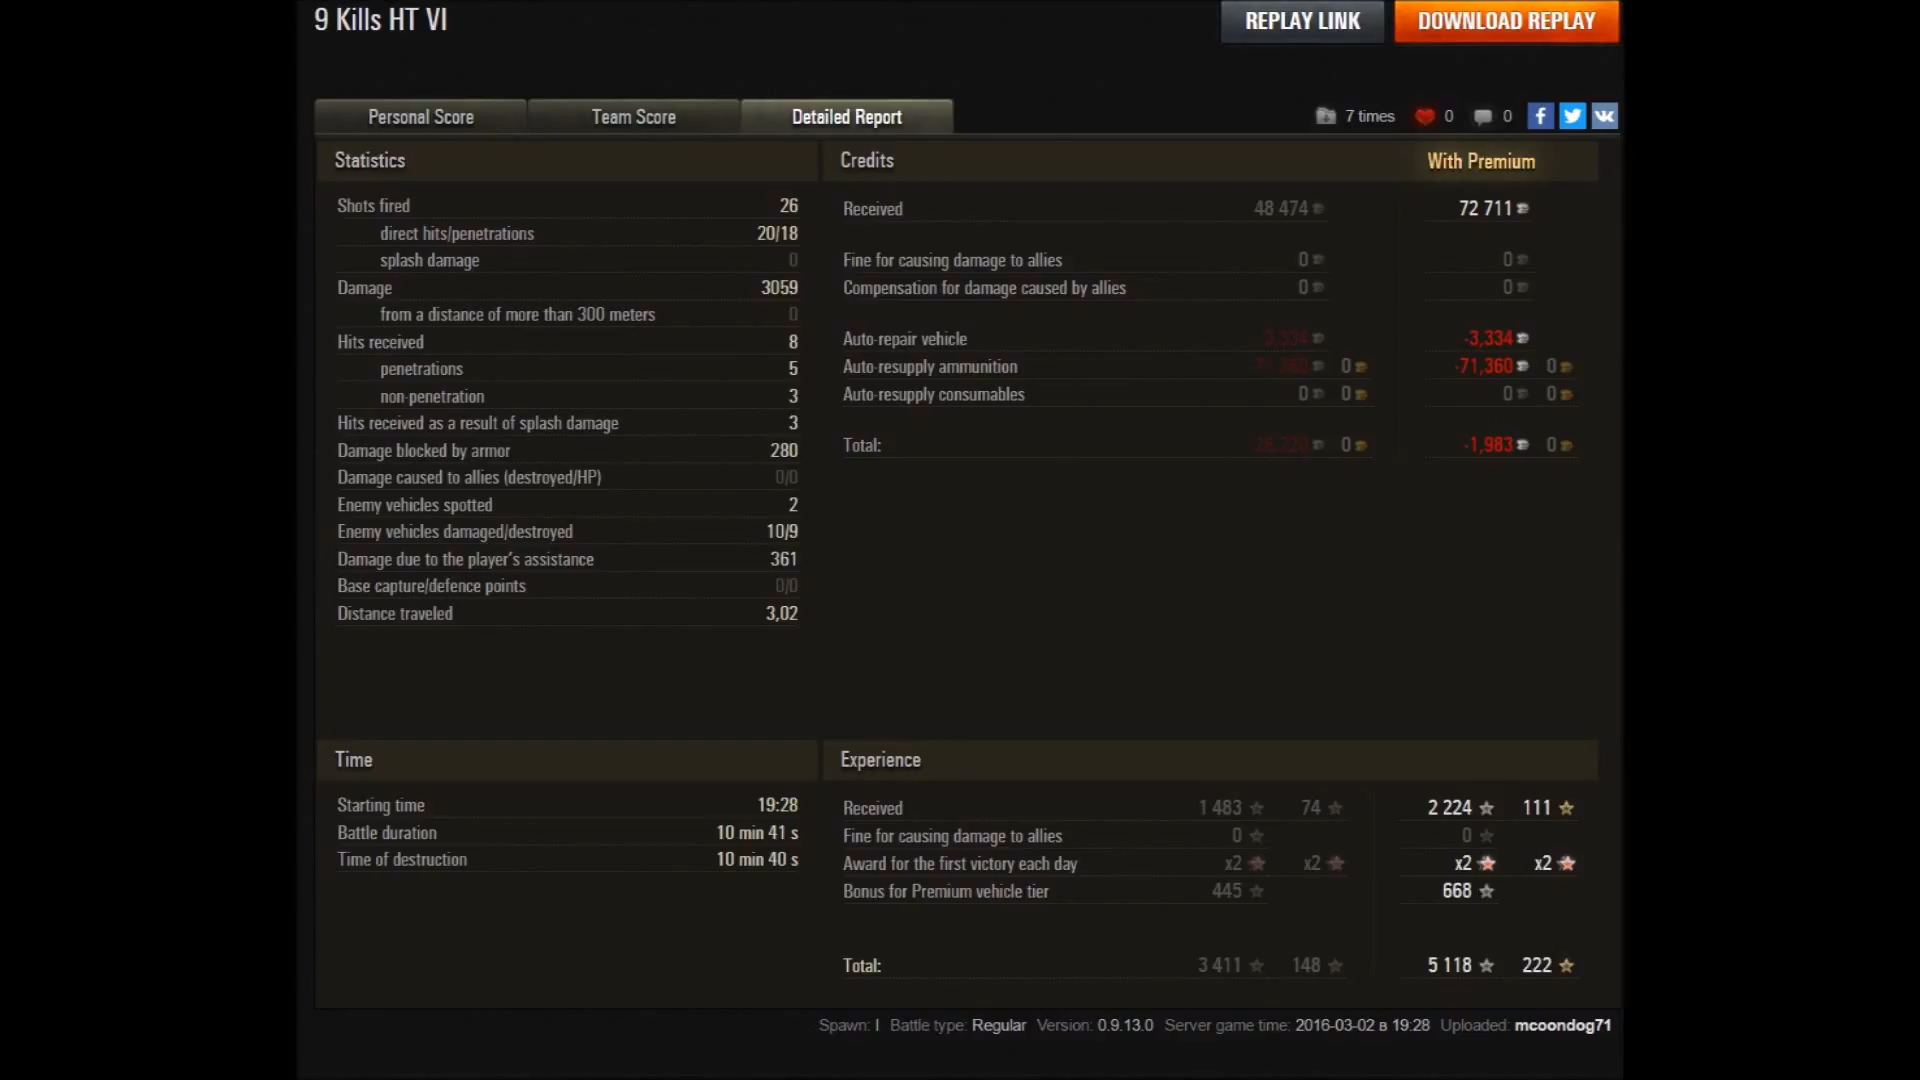 9 Kills HT VI
REPLAY LINK
DOWNLOAD REPLAY
Personal Score
Team Score
Detailed Report
7 times
0
0
Statistics
Shots fired 26
direct hits/penetrations 20/18
splash damage 0
Damage 3059
from a distance of more than 300 meters 0
Hits received 8
penetrations 5
non-penetration 3
Hits received as a result of splash damage 3
Damage blocked by armor 280
Damage caused to allies (destroyed/HP) 0/0
Enemy vehicles spotted 2
Enemy vehicles damaged/destroyed 10/9
Damage due to the player's assistance 361
Base capture/defence points 0/0
Distance traveled 3,02
Credits With Premium
Received 48 474 72 711
Fine for causing damage to allies 0 0
Compensation for damage caused by allies 0 0
Auto-repair vehicle -3,334 -3,334
Auto-resupply ammunition -71,360 0 -71,360 0
Auto-resupply consumables 0 0 0 0
Total: -26,220 0 -1,983 0
Time
Starting time 19:28
Battle duration 10 min 41 s
Time of destruction 10 min 40 s
Experience
Received 1 483 74 2 224 111
Fine for causing damage to allies 0 0
Award for the first victory each day x2 x2 x2 x2
Bonus for Premium vehicle tier 445 668
Total: 3 411 148 5 118 222
Spawn: I Battle type: Regular Version: 0.9.13.0 Server game time: 2016-03-02 в 19:28 Uploaded: mcoondog71